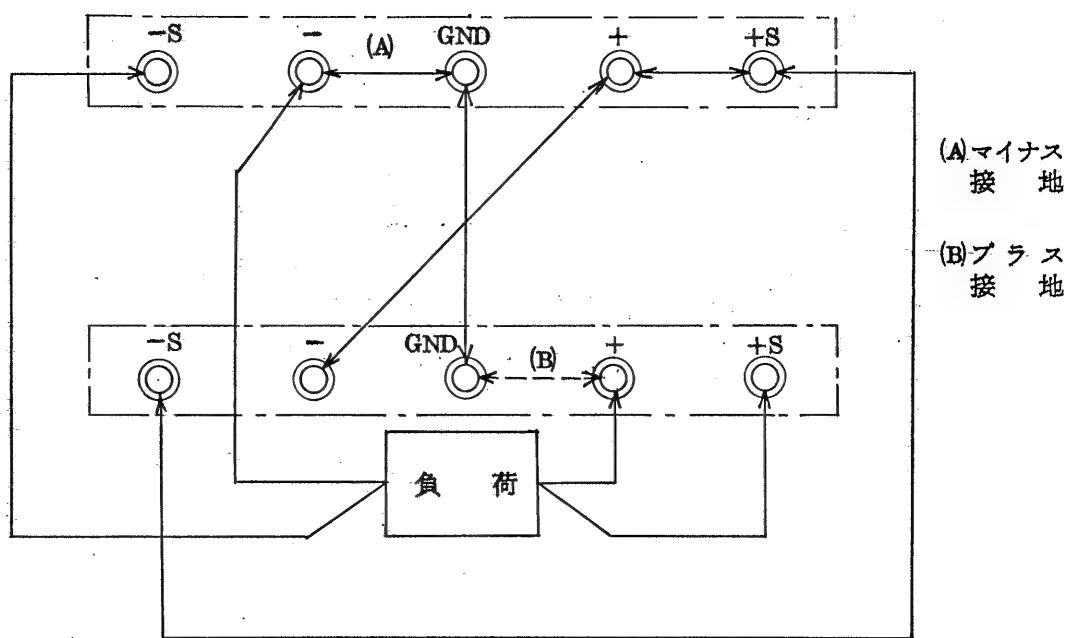 −S − (A) GND + +S
(A)マイナス
接 地
(B)プラス
接 地
−S − GND (B) + +S
負 荷